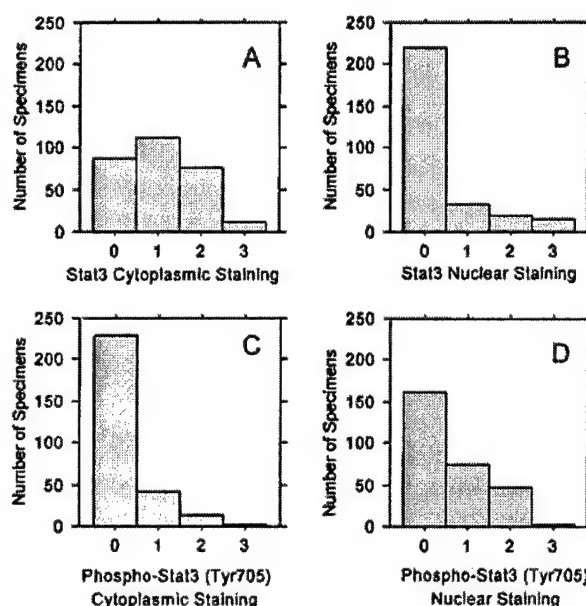 250
200
150
100
50
0
Number of Specimens
A
0 1 2 3
Stat3 Cytoplasmic Staining
250
200
150
100
50
0
Number of Specimens
B
0 1 2 3
Stat3 Nuclear Staining
250
200
150
100
50
0
Number of Specimens
C
0 1 2 3
Phospho-Stat3 (Tyr705)
Cytoplasmic Staining
250
200
150
100
50
0
Number of Specimens
D
0 1 2 3
Phospho-Stat3 (Tyr705)
Nuclear Staining